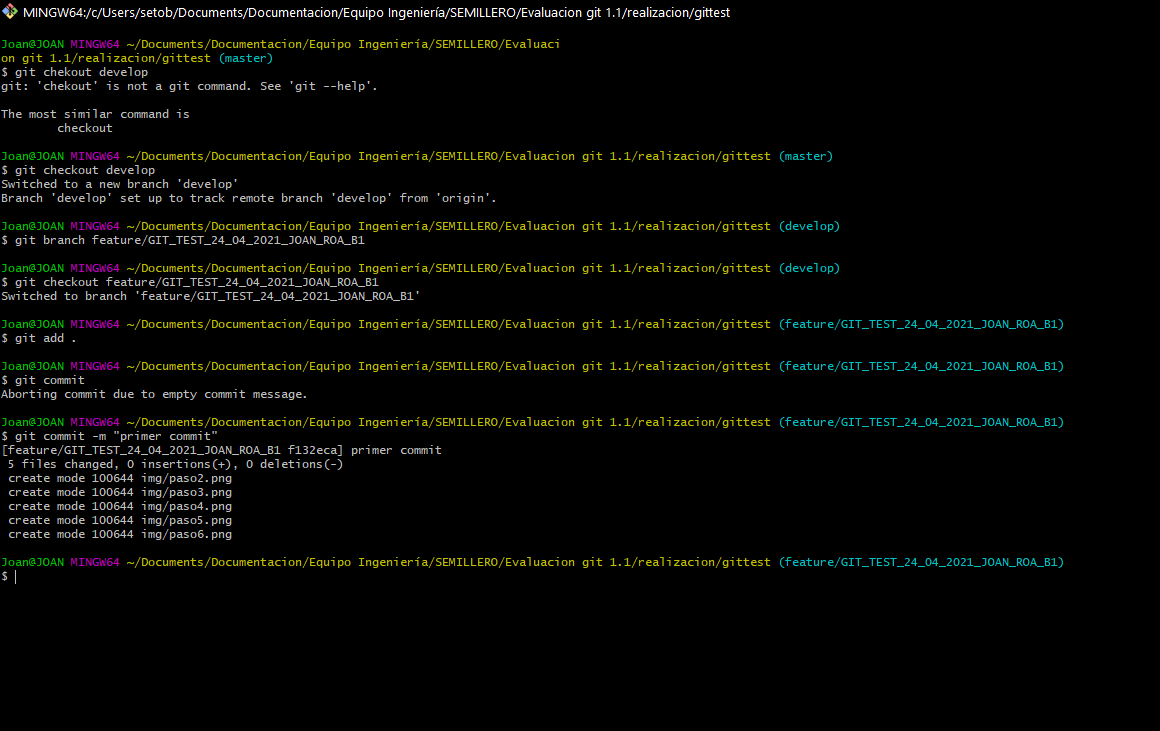 MINGW64:/c/Users/setob/Documents/Documentacion/Equipo Ingeniería/SEMILLERO/Evaluacion git 1.1/realizacion/gittest
Joan@JOAN MINGW64 ~/Documents/Documentacion/Equipo Ingeniería/SEMILLERO/Evaluaci
on git 1.1/realizacion/gittest (master)
$ git chekout develop
git: 'chekout' is not a git command. See 'git --help'.
The most similar command is
checkout
Joan@JOAN MINGW64 ~/Documents/Documentacion/Equipo Ingeniería/SEMILLERO/Evaluacion git 1.1/realizacion/gittest (master)
$ git checkout develop
Switched to a new branch 'develop'
Branch 'develop' set up to track remote branch 'develop' from 'origin'.
Joan@JOAN MINGW64 ~/Documents/Documentacion/Equipo Ingeniería/SEMILLERO/Evaluacion git 1.1/realizacion/gittest (develop)
$ git branch feature/GIT_TEST_24_04_2021_JOAN_ROA_B1
Joan@JOAN MINGW64 ~/Documents/Documentacion/Equipo Ingeniería/SEMILLERO/Evaluacion git 1.1/realizacion/gittest (develop)
$ git checkout feature/GIT_TEST_24_04_2021_JOAN_ROA_B1
Switched to branch 'feature/GIT_TEST_24_04_2021_JOAN_ROA_B1'
Joan@JOAN MINGW64 ~/Documents/Documentacion/Equipo Ingeniería/SEMILLERO/Evaluacion git 1.1/realizacion/gittest (feature/GIT_TEST_24_04_2021_JOAN_ROA_B1)
$ git add .
Joan@JOAN MINGW64 ~/Documents/Documentacion/Equipo Ingeniería/SEMILLERO/Evaluacion git 1.1/realizacion/gittest (feature/GIT_TEST_24_04_2021_JOAN_ROA_B1)
$ git commit
Aborting commit due to empty commit message.
Joan@JOAN MINGW64 ~/Documents/Documentacion/Equipo Ingeniería/SEMILLERO/Evaluacion git 1.1/realizacion/gittest (feature/GIT_TEST_24_04_2021_JOAN_ROA_B1)
$ git commit -m "primer commit"
[feature/GIT_TEST_24_04_2021_JOAN_ROA_B1 f132eca] primer commit
5 files changed, 0 insertions(+), 0 deletions(-)
create mode 100644 img/paso2.png
create mode 100644 img/paso3.png
create mode 100644 img/paso4.png
create mode 100644 img/paso5.png
create mode 100644 img/paso6.png
Joan@JOAN MINGW64 ~/Documents/Documentacion/Equipo Ingeniería/SEMILLERO/Evaluacion git 1.1/realizacion/gittest (feature/GIT_TEST_24_04_2021_JOAN_ROA_B1)
$